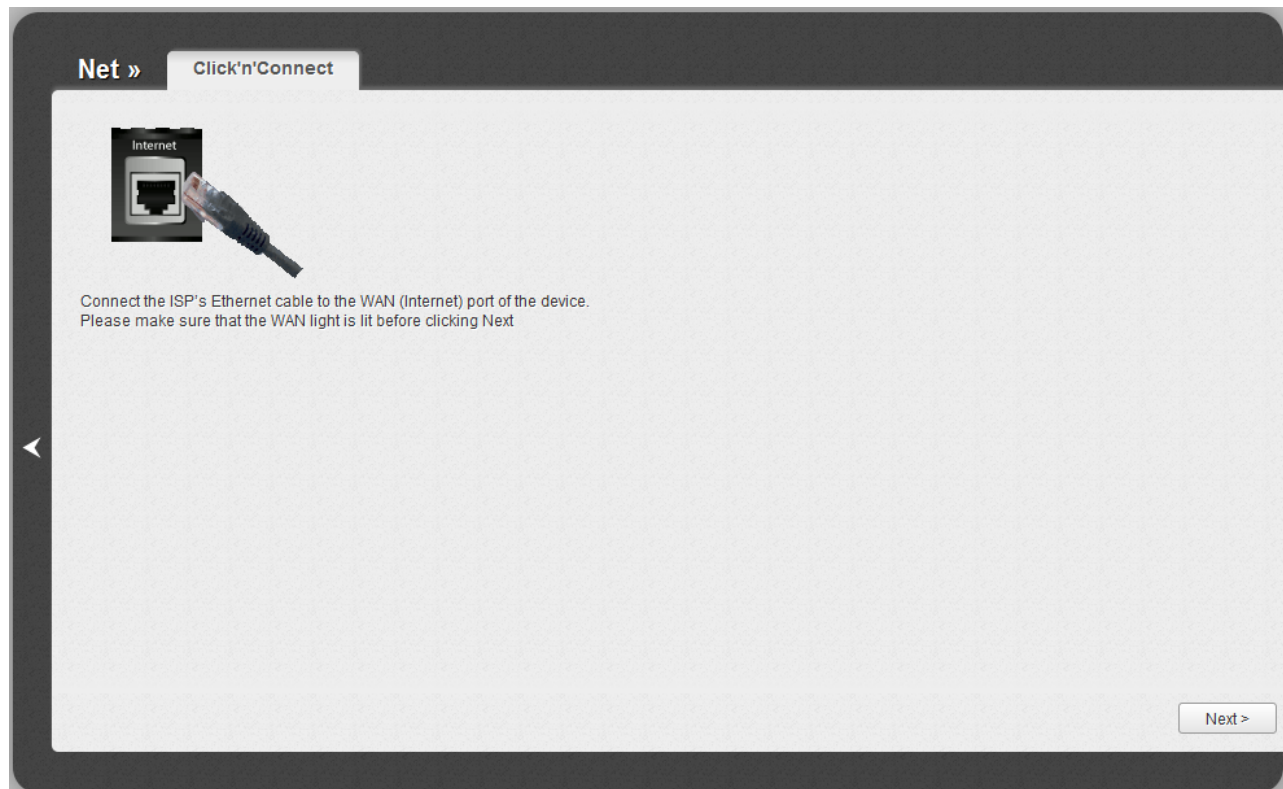 Net »
Click'n'Connect
Internet
Connect the ISP's Ethernet cable to the WAN (Internet) port of the device.
Please make sure that the WAN light is lit before clicking Next
Next >